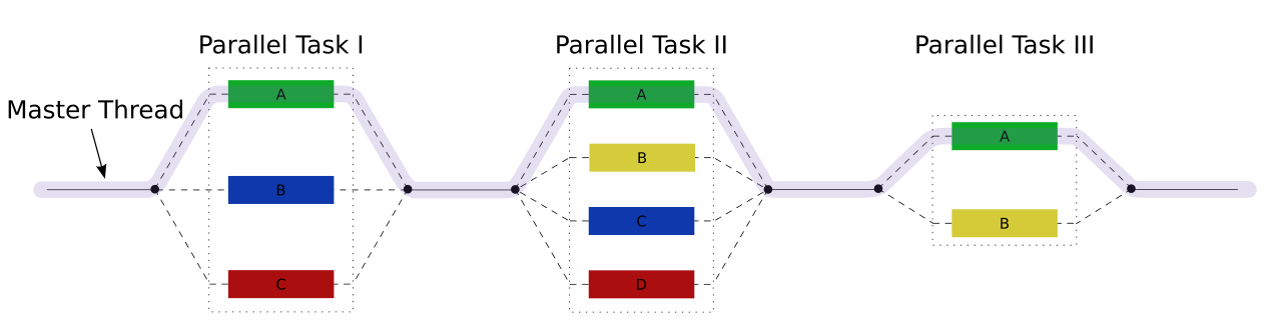 Parallel Task I
Parallel Task II
Parallel Task III
Master Thread
A
B
C
A
B
C
D
A
B